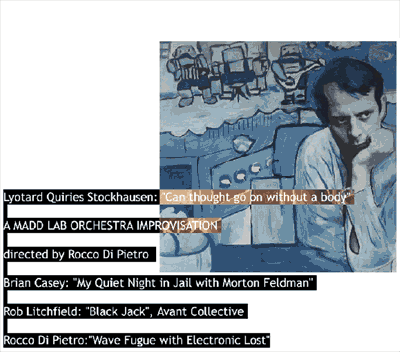 Lyotard Quiries Stockhausen: "Can thought go on without a body"
A MADD LAB ORCHESTRA IMPROVISATION
directed by Rocco Di Pietro
Brian Casey: "My Quiet Night in Jail with Morton Feldman"
Rob Litchfield: "Black Jack", Avant Collective
Rocco Di Pietro:"Wave Fugue with Electronic Lost"